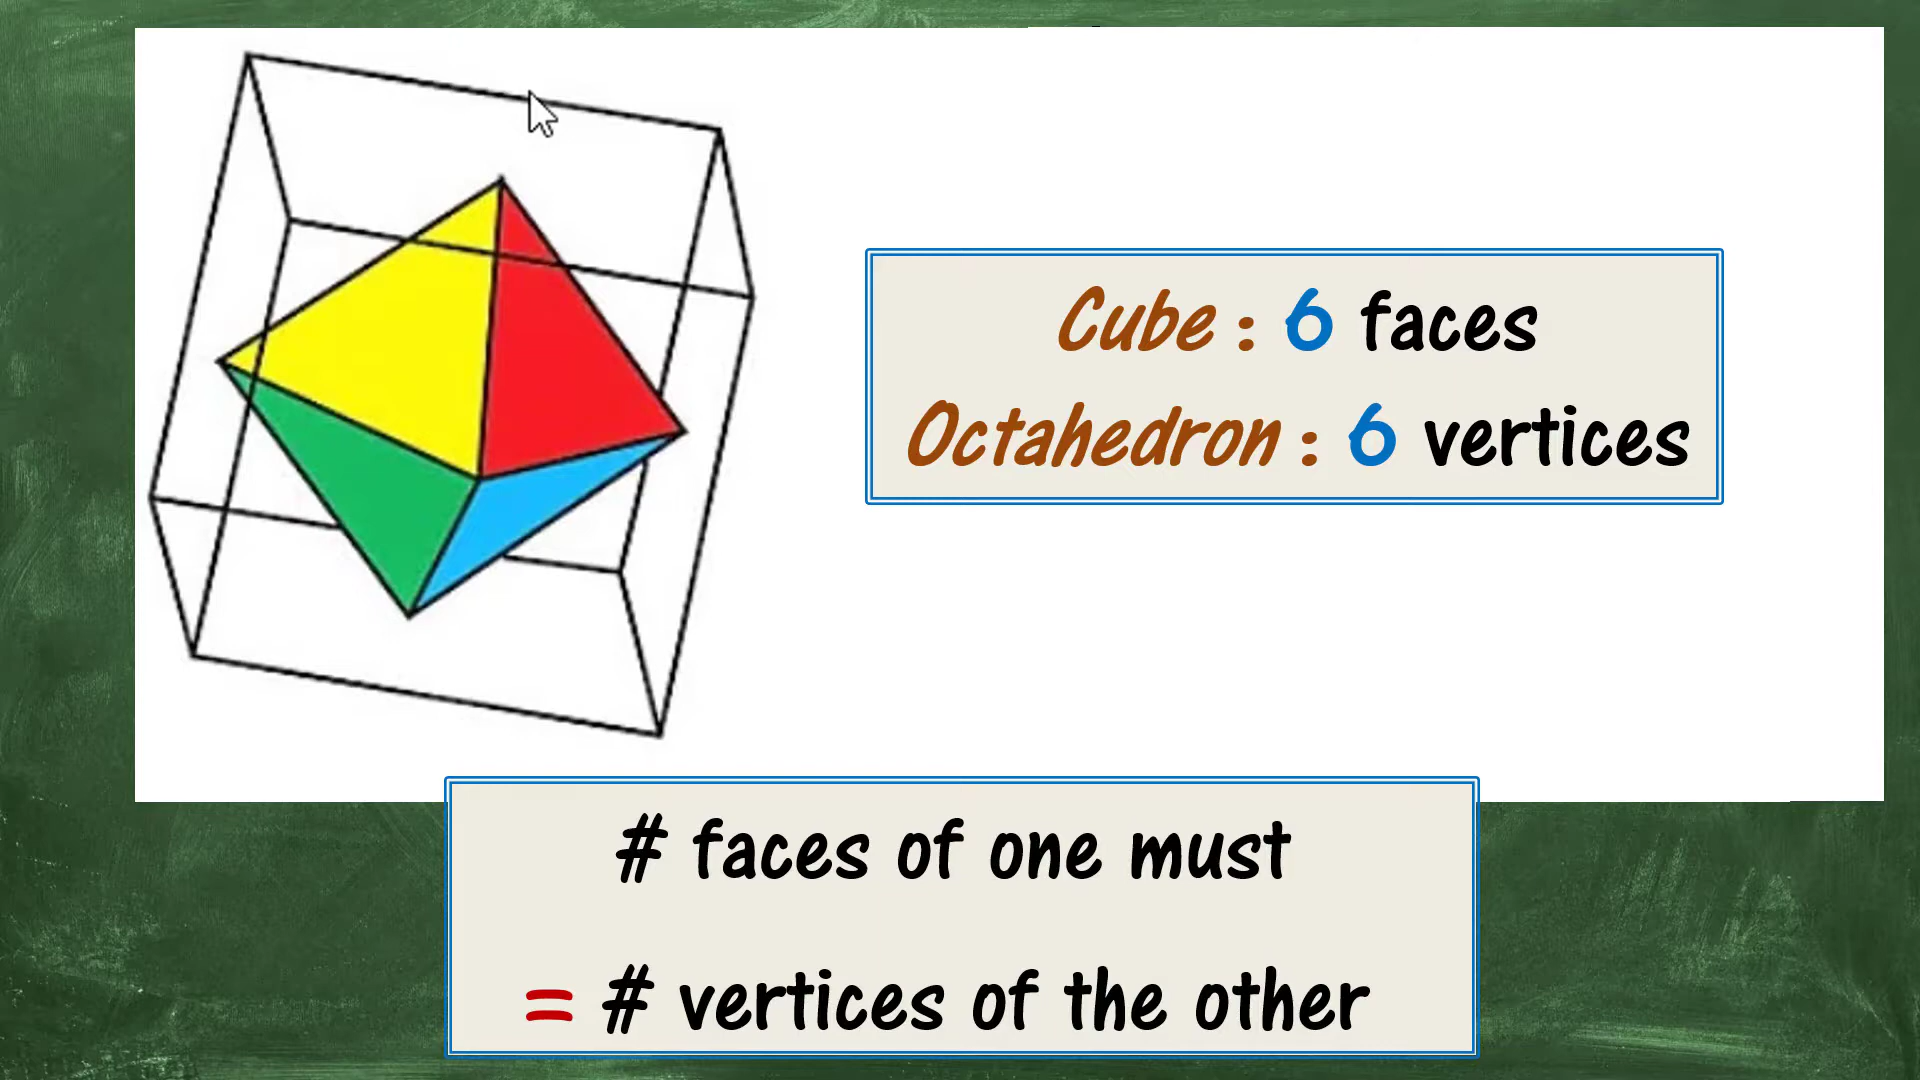 Cube : 6 faces
Octahedron : 6 vertices
# faces of one must
= # vertices of the other